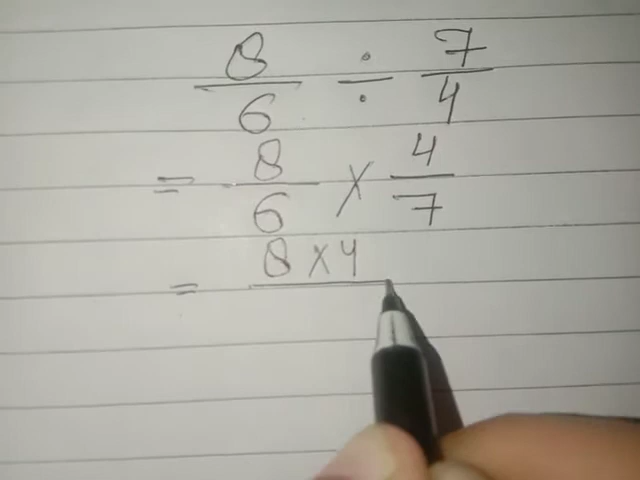 8/6 ÷ 7/4
= 8/6 × 4/7
= 8 × 4